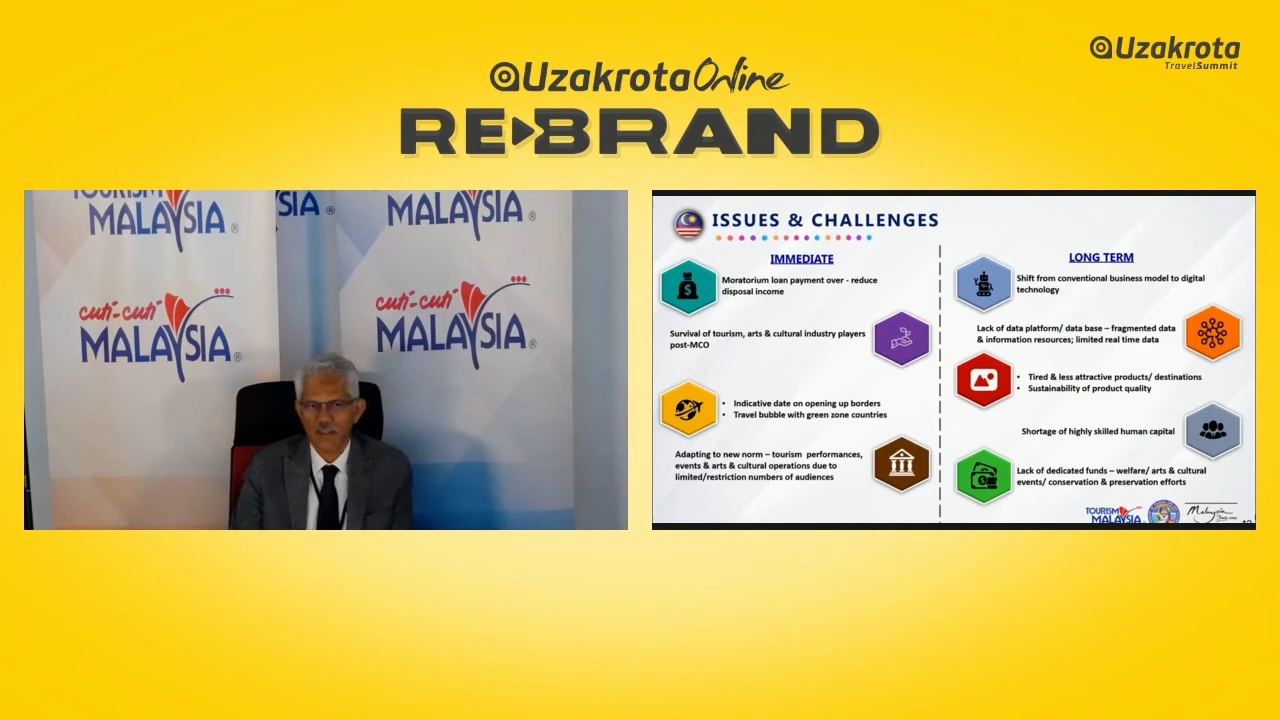 Uzakrota
TravelSummit
UzakrotaOnline
REBRAND
TOURISM
MALAYSIA ®
SIA ®
MALAYSIA ®
cuti-cuti
MALAYSIA ®
cuti-cuti
MALAYSIA ®
ISSUES & CHALLENGES
IMMEDIATE
Moratorium loan payment over - reduce
disposal income
Survival of tourism, arts & cultural industry players
post-MCO
• Indicative date on opening up borders
• Travel bubble with green zone countries
Adapting to new norm – tourism performances,
events & arts & cultural operations due to
limited/restriction numbers of audiences
LONG TERM
Shift from conventional business model to digital
technology
Lack of data platform/ data base – fragmented data
& information resources; limited real time data
• Tired & less attractive products/ destinations
• Sustainability of product quality
Shortage of highly skilled human capital
Lack of dedicated funds – welfare/ arts & cultural
events/ conservation & preservation efforts
TOURISM
MALAYSIA
Malaysia